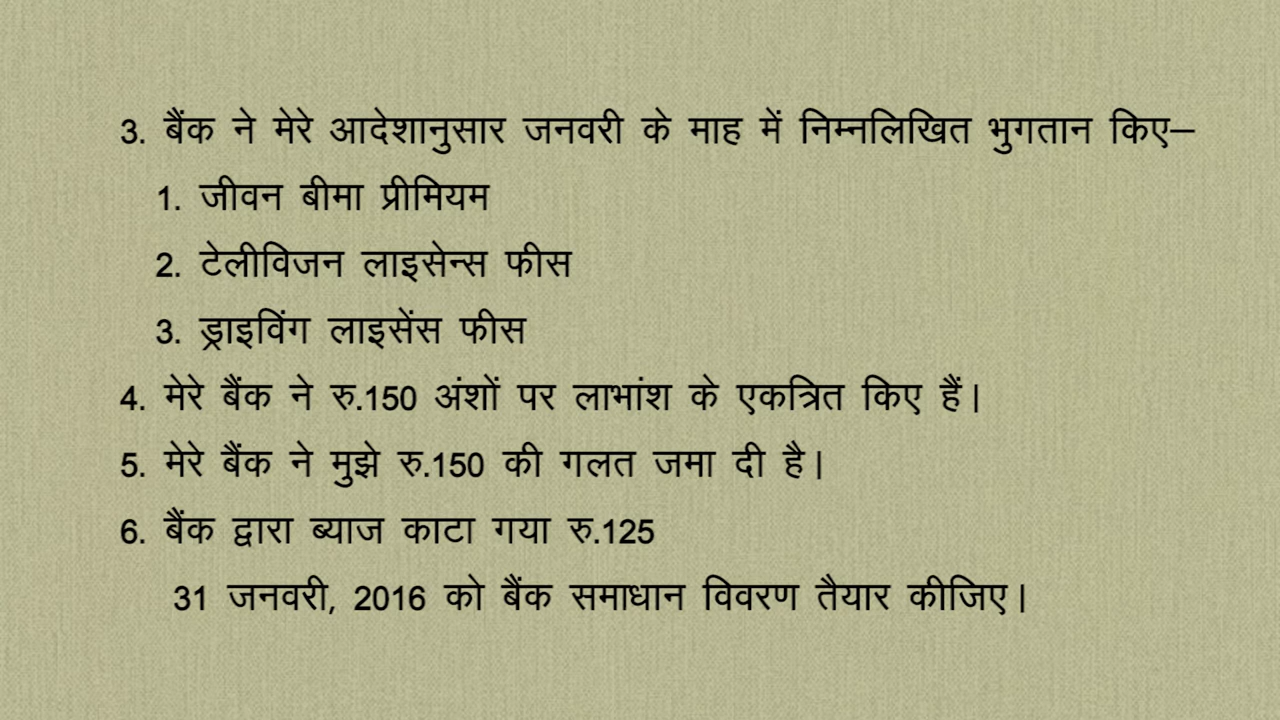 3. बैंक ने मेरे आदेशानुसार जनवरी के माह में निम्नलिखित भुगतान किए–
1. जीवन बीमा प्रीमियम
2. टेलीविजन लाइसेन्स फीस
3. ड्राइविंग लाइसेंस फीस
4. मेरे बैंक ने रु.150 अंशों पर लाभांश के एकत्रित किए हैं।
5. मेरे बैंक ने मुझे रु.150 की गलत जमा दी है।
6. बैंक द्वारा ब्याज काटा गया रु.125
31 जनवरी, 2016 को बैंक समाधान विवरण तैयार कीजिए।